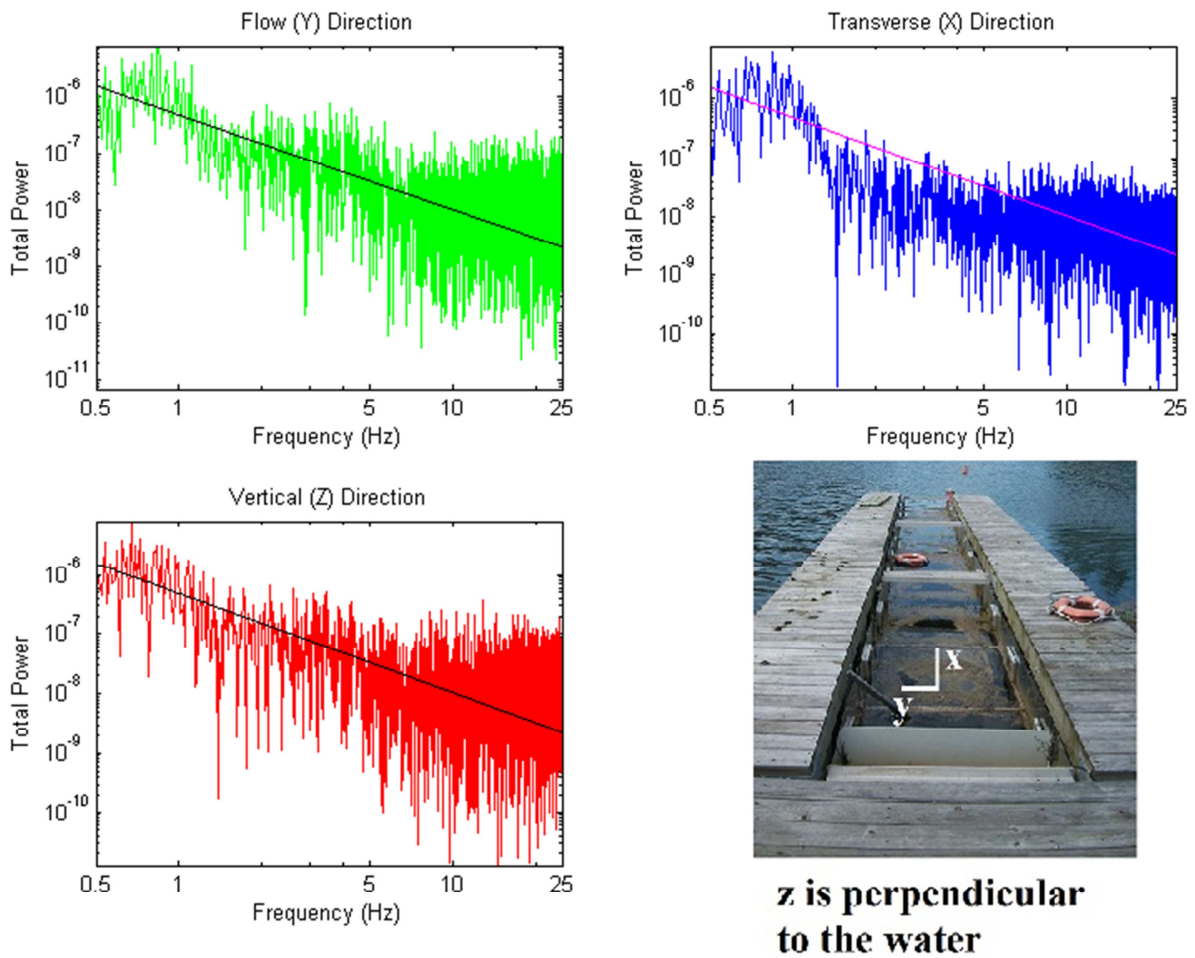 Flow (Y) Direction
Total Power
10^-6
10^-7
10^-8
10^-9
10^-10
10^-11
0.5 1 5 10 25
Frequency (Hz)
Transverse (X) Direction
Total Power
10^-6
10^-7
10^-8
10^-9
10^-10
0.5 1 5 10 25
Frequency (Hz)
Vertical (Z) Direction
Total Power
10^-6
10^-7
10^-8
10^-9
10^-10
0.5 1 5 10 25
Frequency (Hz)
x
y
z is perpendicular
to the water